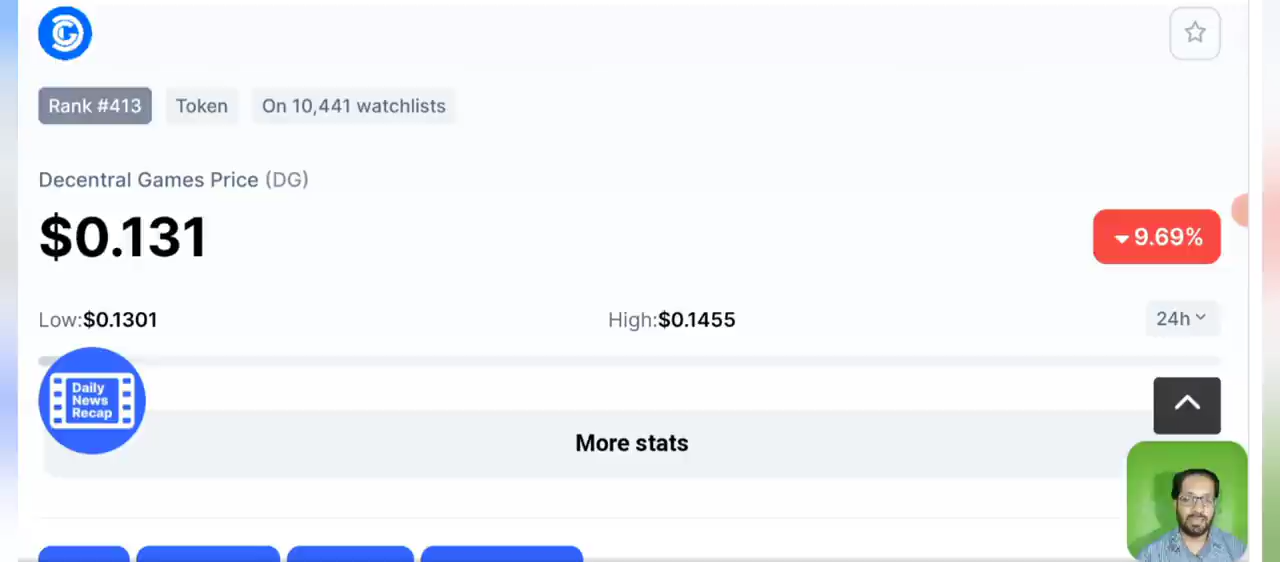 Rank #413 Token On 10,441 watchlists
Decentral Games Price (DG)
$0.131
9.69%
Low:$0.1301 High:$0.1455 24h
Daily
News
Recap
More stats